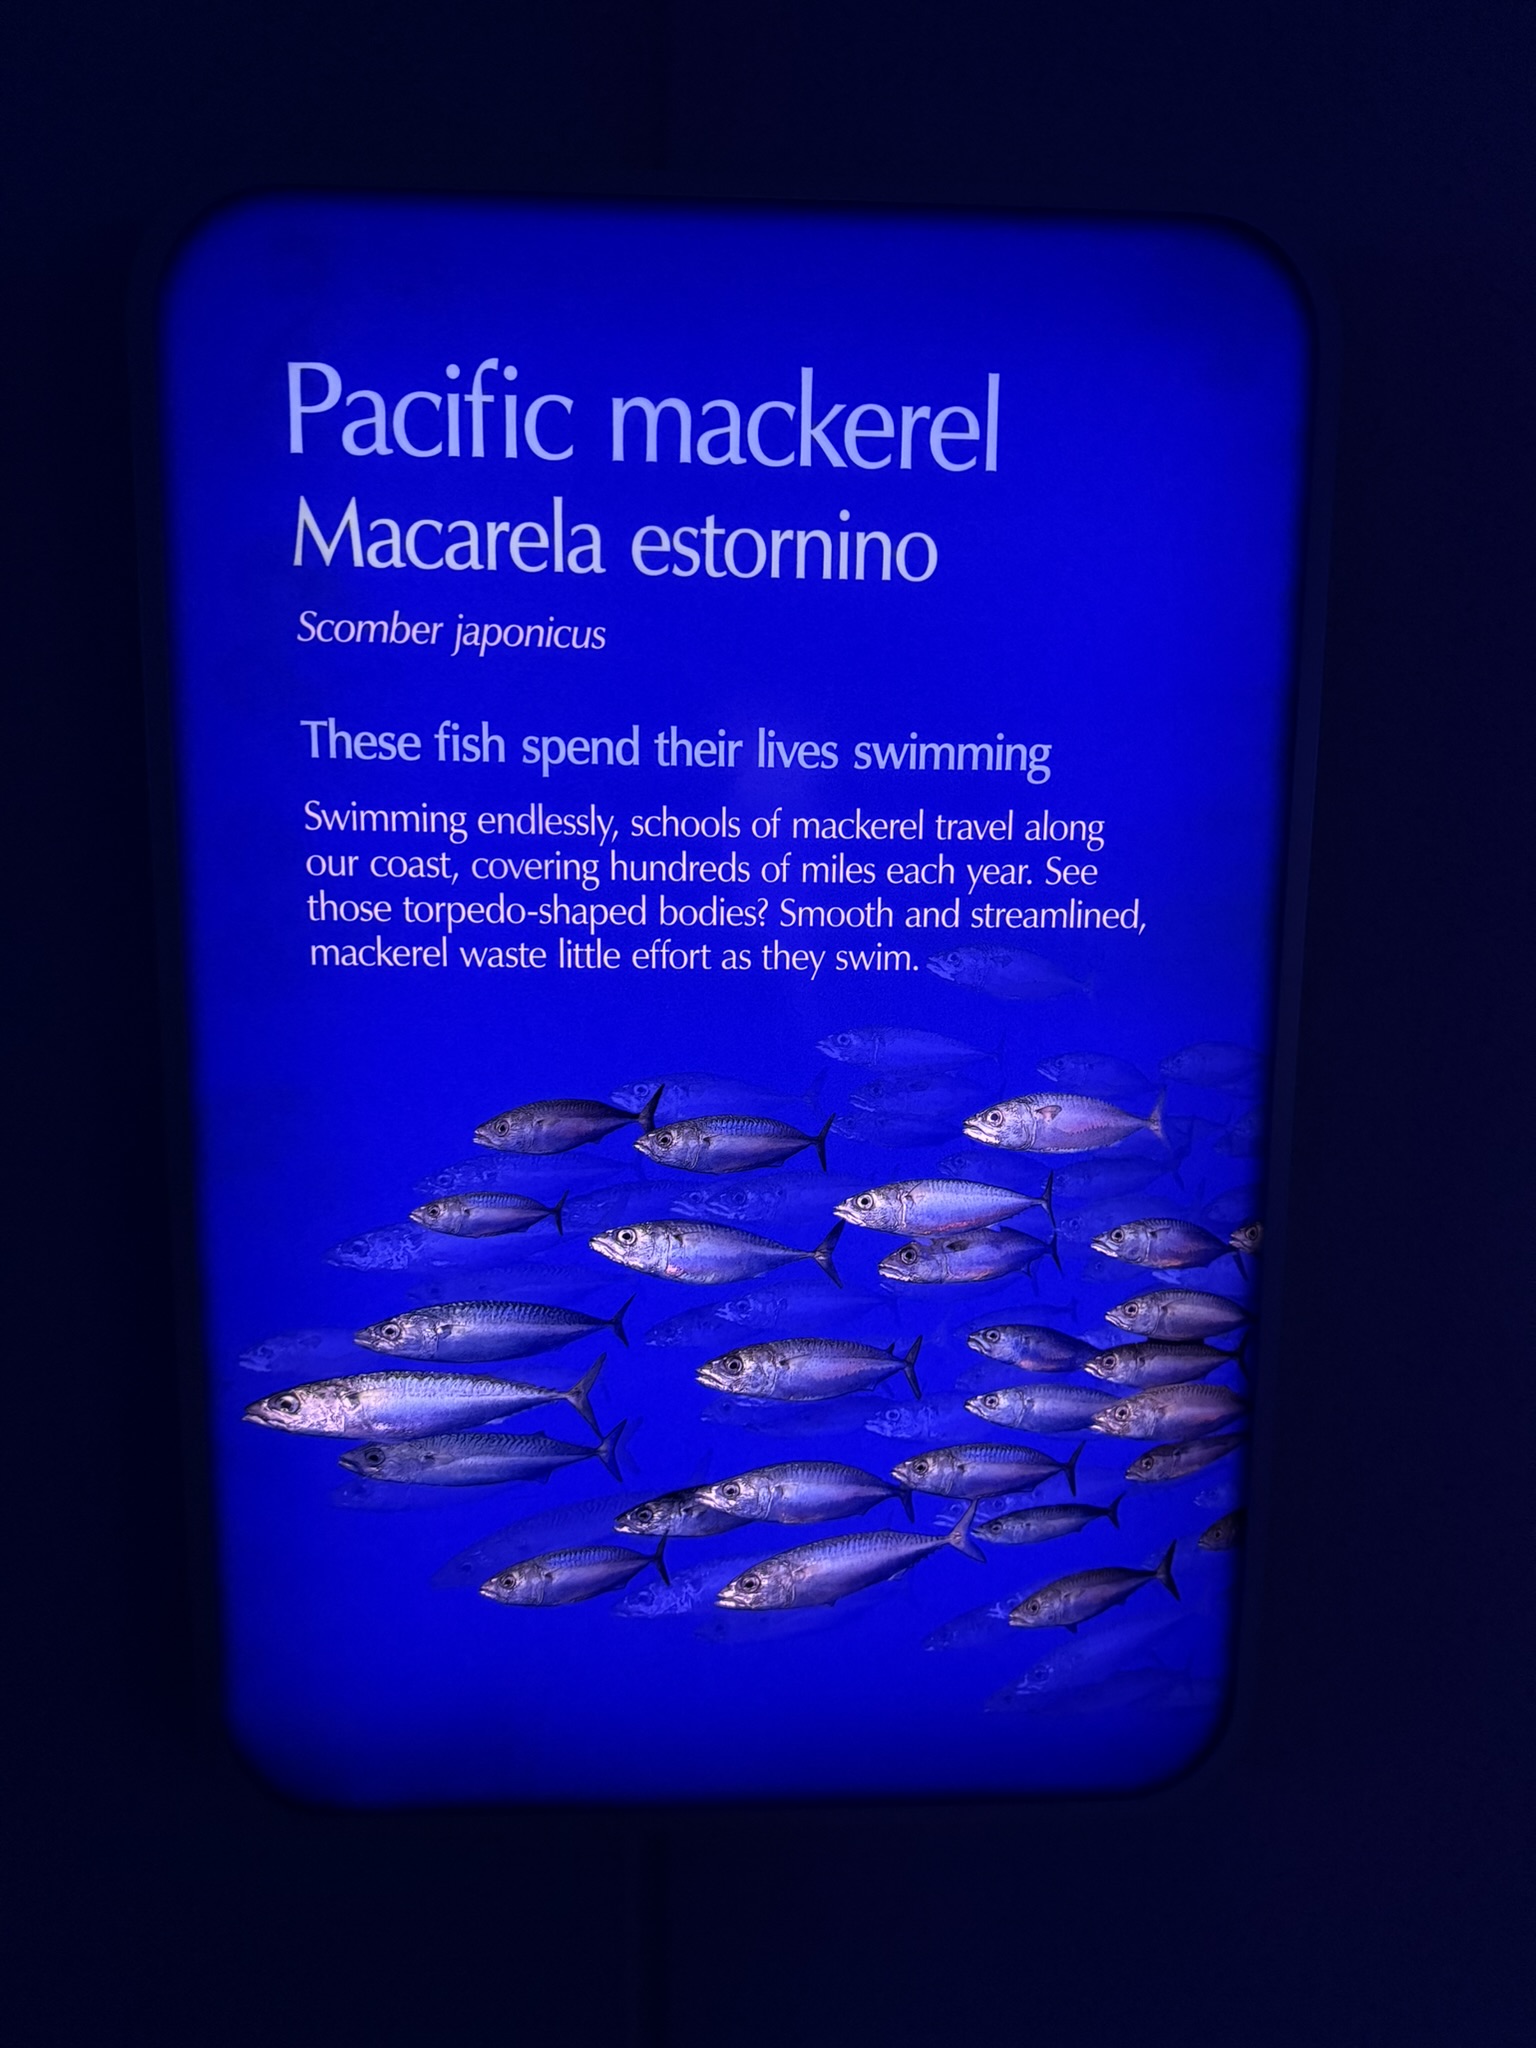 Pacific mackerel
Macarela estornino
Scomber japonicus
These fish spend their lives swimming
Swimming endlessly, schools of mackerel travel along
our coast, covering hundreds of miles each year. See
those torpedo-shaped bodies? Smooth and streamlined,
mackerel waste little effort as they swim.